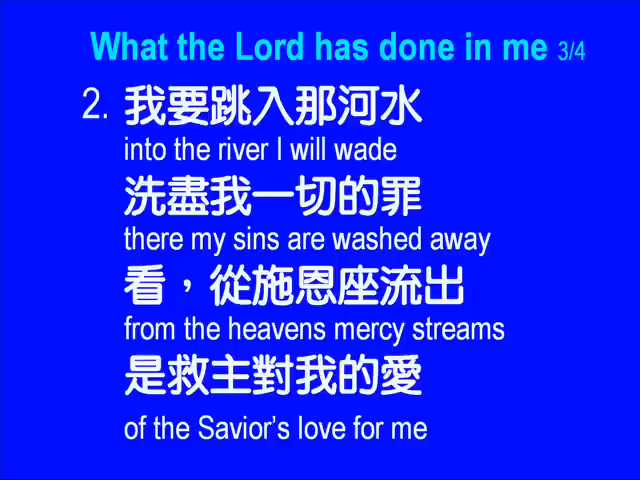 What the Lord has done in me 3/4
2. 我要跳入那河水
into the river I will wade
洗盡我一切的罪
there my sins are washed away
看，從施恩座流出
from the heavens mercy streams
是救主對我的愛
of the Savior's love for me